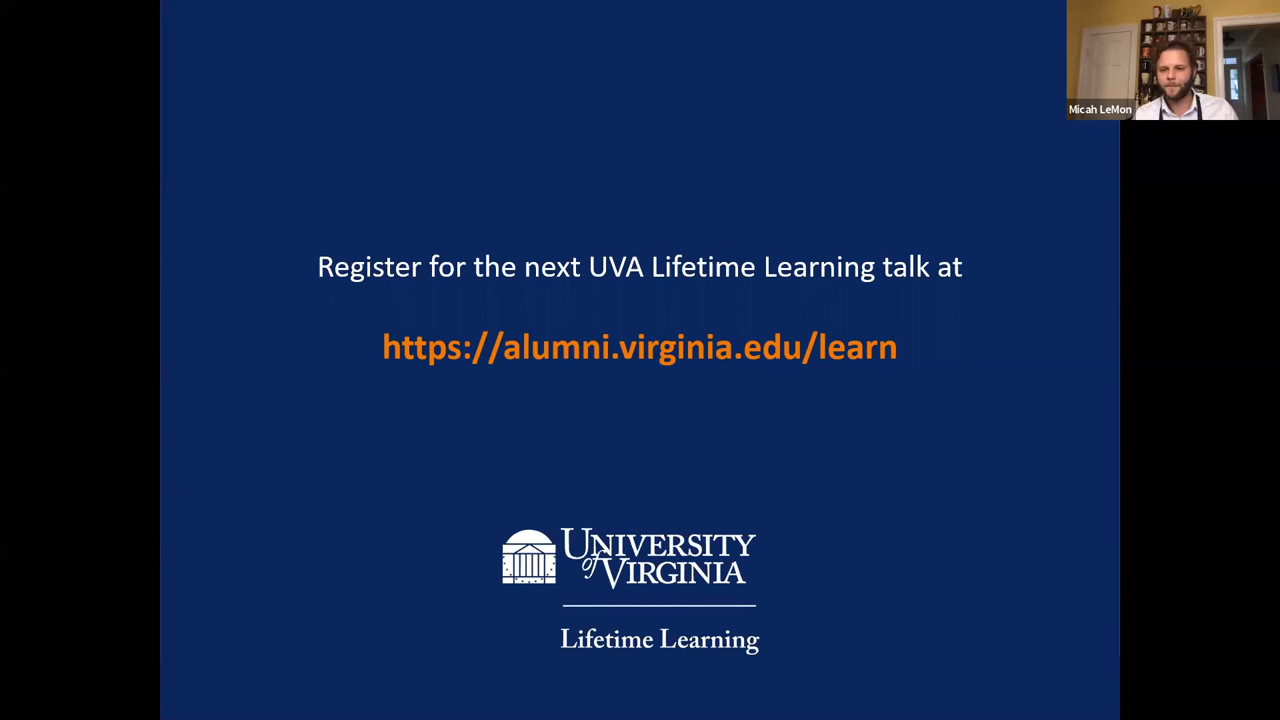 Micah LeMon
Register for the next UVA Lifetime Learning talk at
https://alumni.virginia.edu/learn
UNIVERSITY
of VIRGINIA
Lifetime Learning